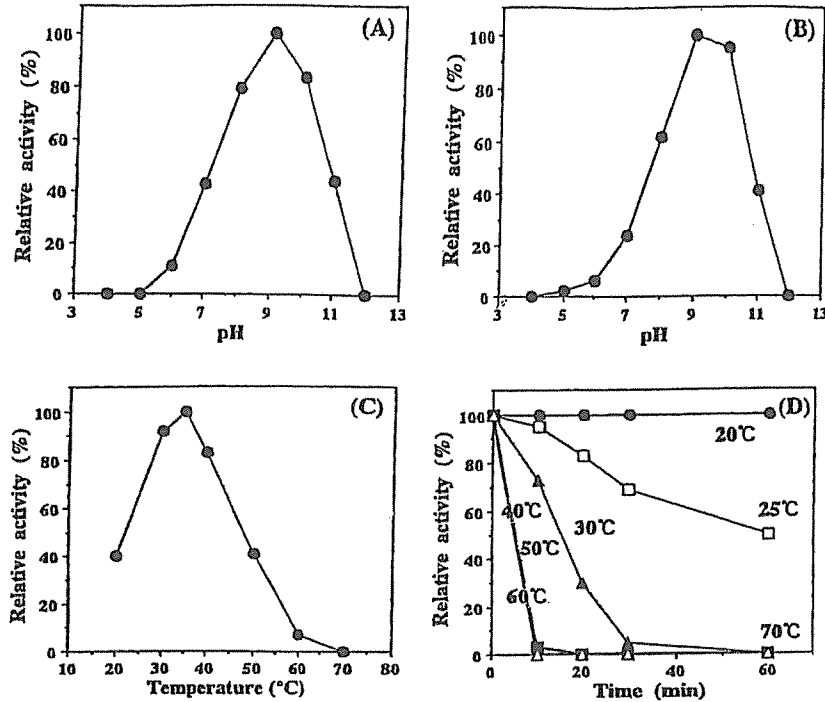 (A)
Relative activity (%)
100
80
60
40
20
0
3 5 7 9 11 13
pH
(B)
Relative activity (%)
100
80
60
40
20
0
3 5 7 9 11 13
pH
(C)
Relative activity (%)
100
80
60
40
20
0
10 20 30 40 50 60 70 80
Temperature (°C)
(D)
Relative activity (%)
100
80
60
40
20
0
20℃
25℃
40℃
30℃
50℃
60℃
70℃
0 20 40 60
Time (min)